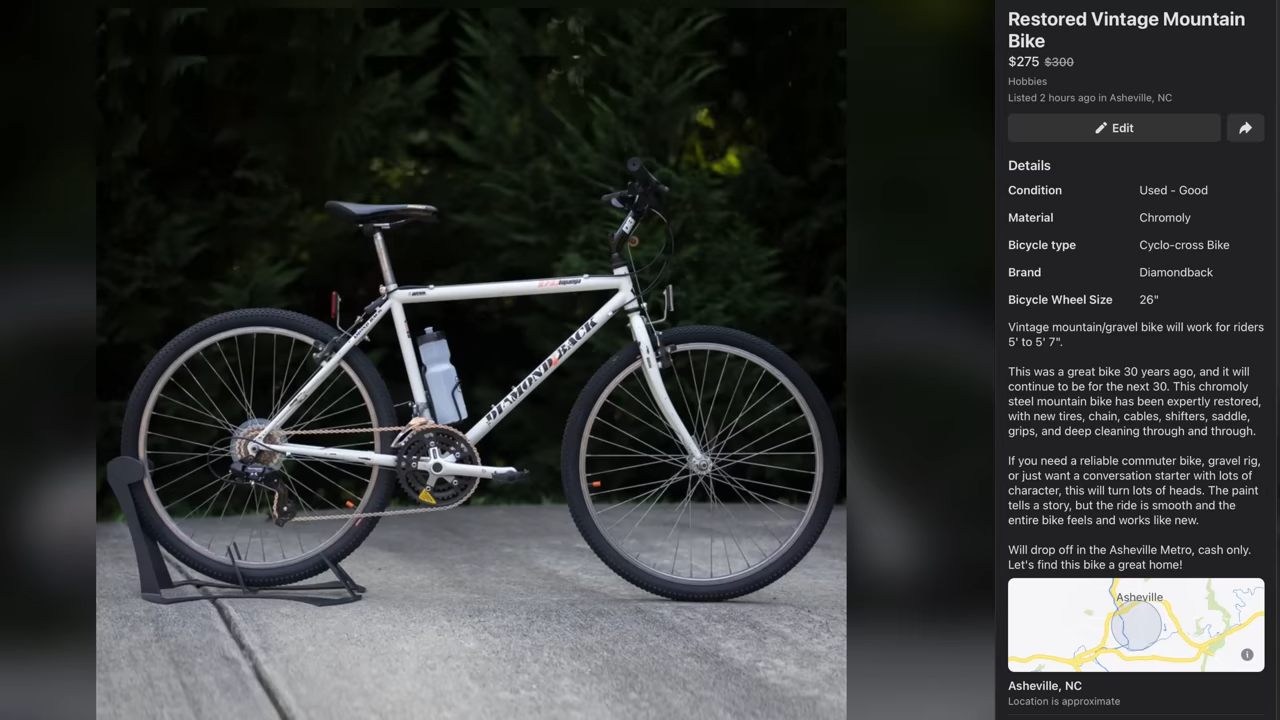 Restored Vintage Mountain
Bike
$275 $300
Hobbies
Listed 2 hours ago in Asheville, NC
Edit
Details
Condition Used - Good
Material Chromoly
Bicycle type Cyclo-cross Bike
Brand Diamondback
Bicycle Wheel Size 26"
Vintage mountain/gravel bike will work for riders
5' to 5' 7".
This was a great bike 30 years ago, and it will
continue to be for the next 30. This chromoly
steel mountain bike has been expertly restored,
with new tires, chain, cables, shifters, saddle,
grips, and deep cleaning through and through.
If you need a reliable commuter bike, gravel rig,
or just want a conversation starter with lots of
character, this will turn lots of heads. The paint
tells a story, but the ride is smooth and the
entire bike feels and works like new.
Will drop off in the Asheville Metro, cash only.
Let's find this bike a great home!
Asheville
i
Asheville, NC
Location is approximate
DIAMOND BACK
topanga